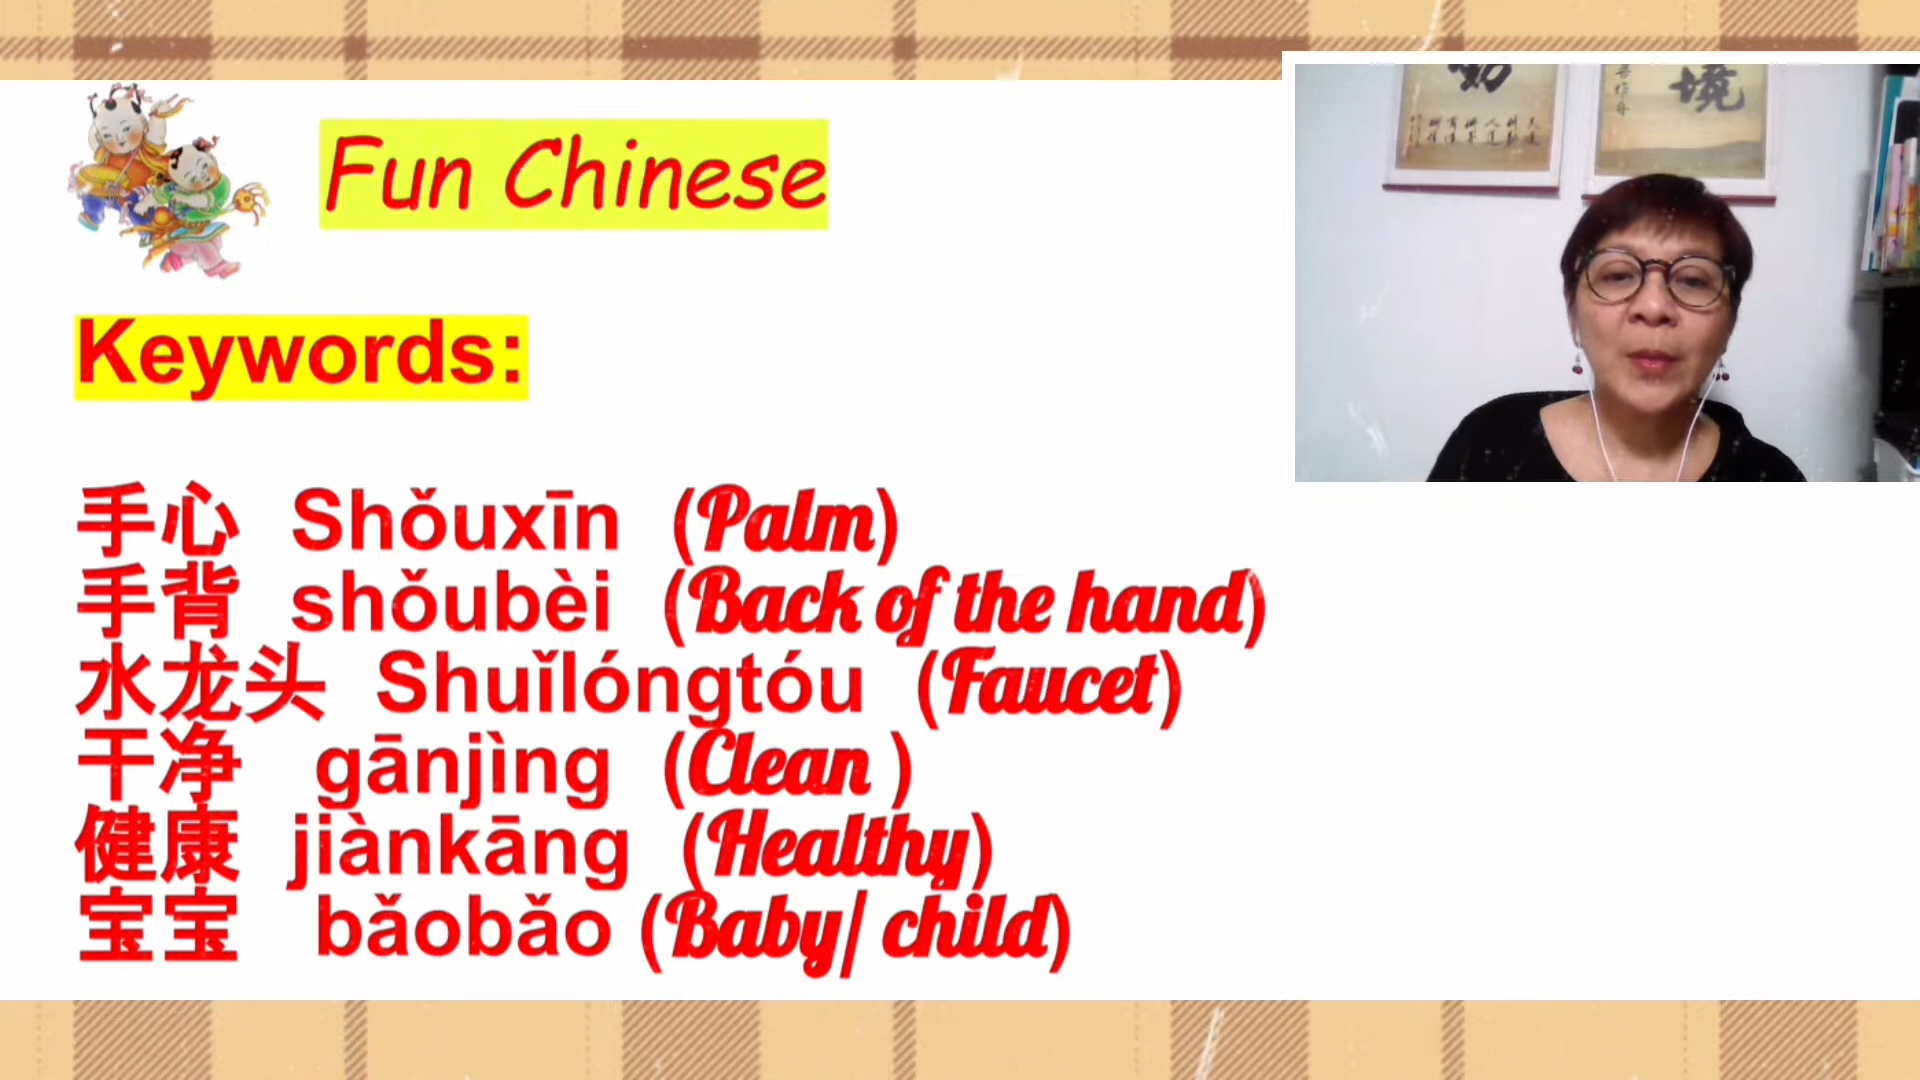 Fun Chinese
Keywords:
手心 Shǒuxīn (Palm)
手背 shǒubèi (Back of the hand)
水龙头 Shuǐlóngtóu (Faucet)
干净 gānjìng (Clean )
健康 jiànkāng (Healthy)
宝宝 bǎobǎo (Baby/ child)
境